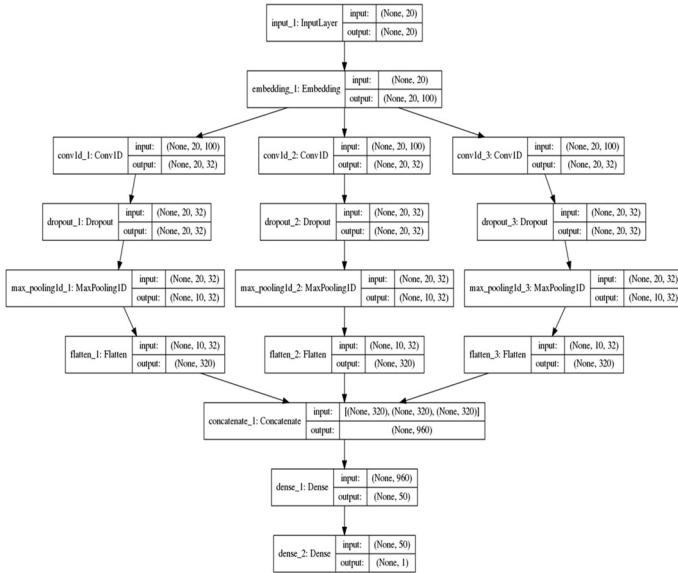 input_1: InputLayer input: (None, 20)
output: (None, 20)
embedding_1: Embedding input: (None, 20)
output: (None, 20, 100)
conv1d_1: Conv1D input: (None, 20, 100)
output: (None, 20, 32)
conv1d_2: Conv1D input: (None, 20, 100)
output: (None, 20, 32)
conv1d_3: Conv1D input: (None, 20, 100)
output: (None, 20, 32)
dropout_1: Dropout input: (None, 20, 32)
output: (None, 20, 32)
dropout_2: Dropout input: (None, 20, 32)
output: (None, 20, 32)
dropout_3: Dropout input: (None, 20, 32)
output: (None, 20, 32)
max_pooling1d_1: MaxPooling1D input: (None, 20, 32)
output: (None, 10, 32)
max_pooling1d_2: MaxPooling1D input: (None, 20, 32)
output: (None, 10, 32)
max_pooling1d_3: MaxPooling1D input: (None, 20, 32)
output: (None, 10, 32)
flatten_1: Flatten input: (None, 10, 32)
output: (None, 320)
flatten_2: Flatten input: (None, 10, 32)
output: (None, 320)
flatten_3: Flatten input: (None, 10, 32)
output: (None, 320)
concatenate_1: Concatenate input: [(None, 320), (None, 320), (None, 320)]
output: (None, 960)
dense_1: Dense input: (None, 960)
output: (None, 50)
dense_2: Dense input: (None, 50)
output: (None, 1)